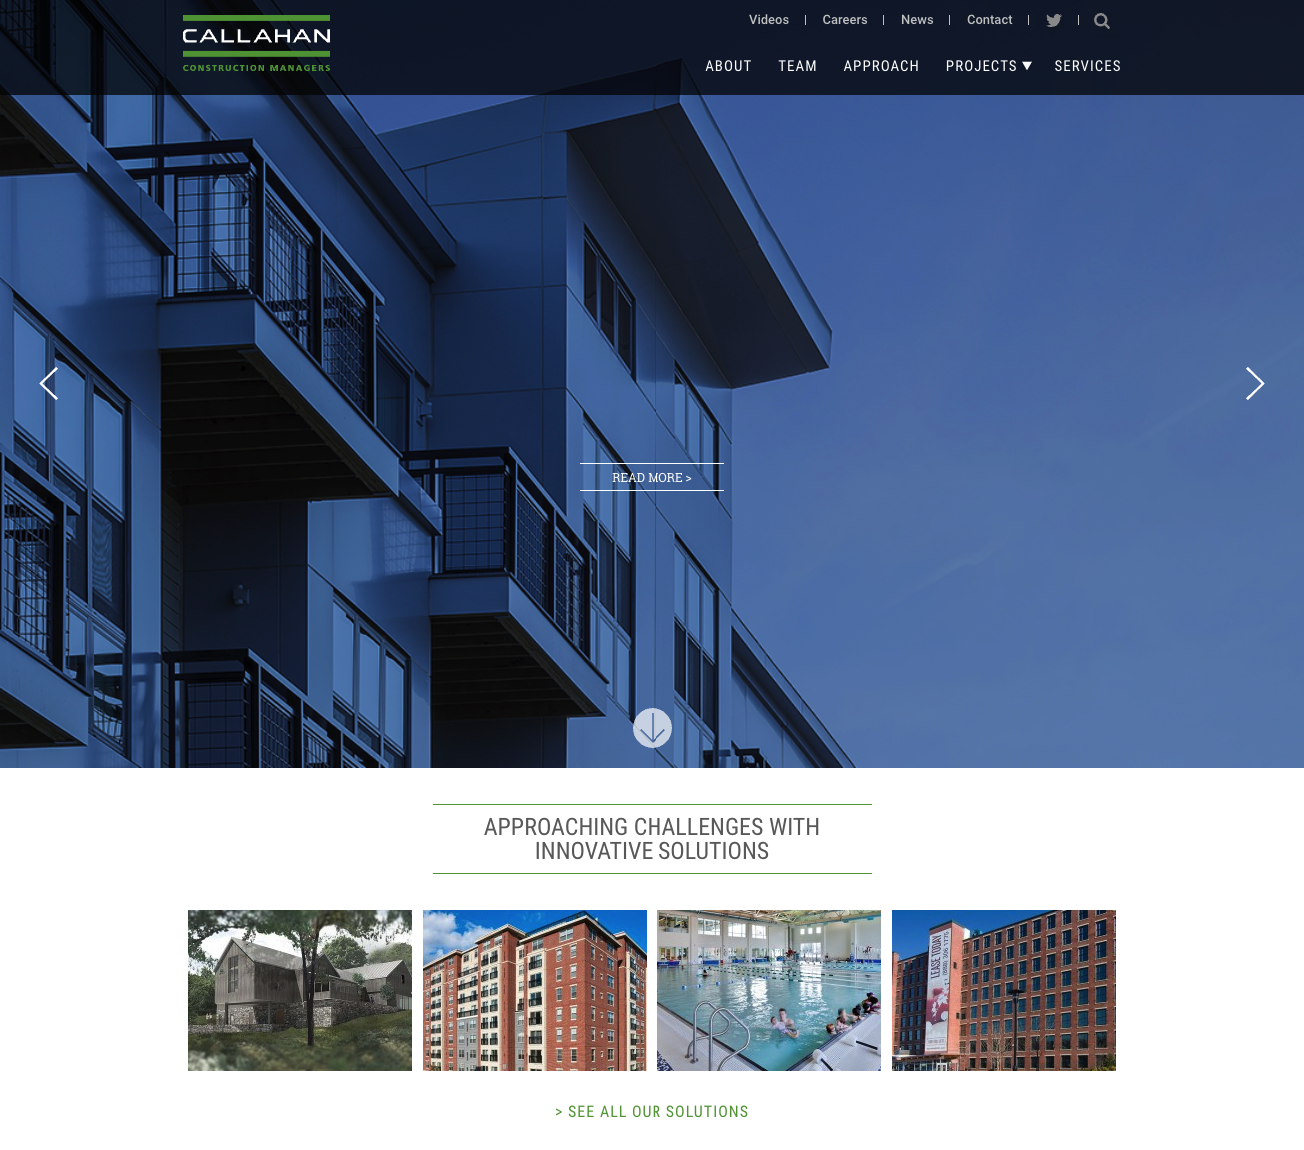 CALLAHAN
CONSTRUCTION MANAGERS
Videos
Careers
News
Contact
ABOUT
TEAM
APPROACH
PROJECTS
SERVICES
READ MORE >
APPROACHING CHALLENGES WITH
INNOVATIVE SOLUTIONS
LEASE TODAY
> SEE ALL OUR SOLUTIONS